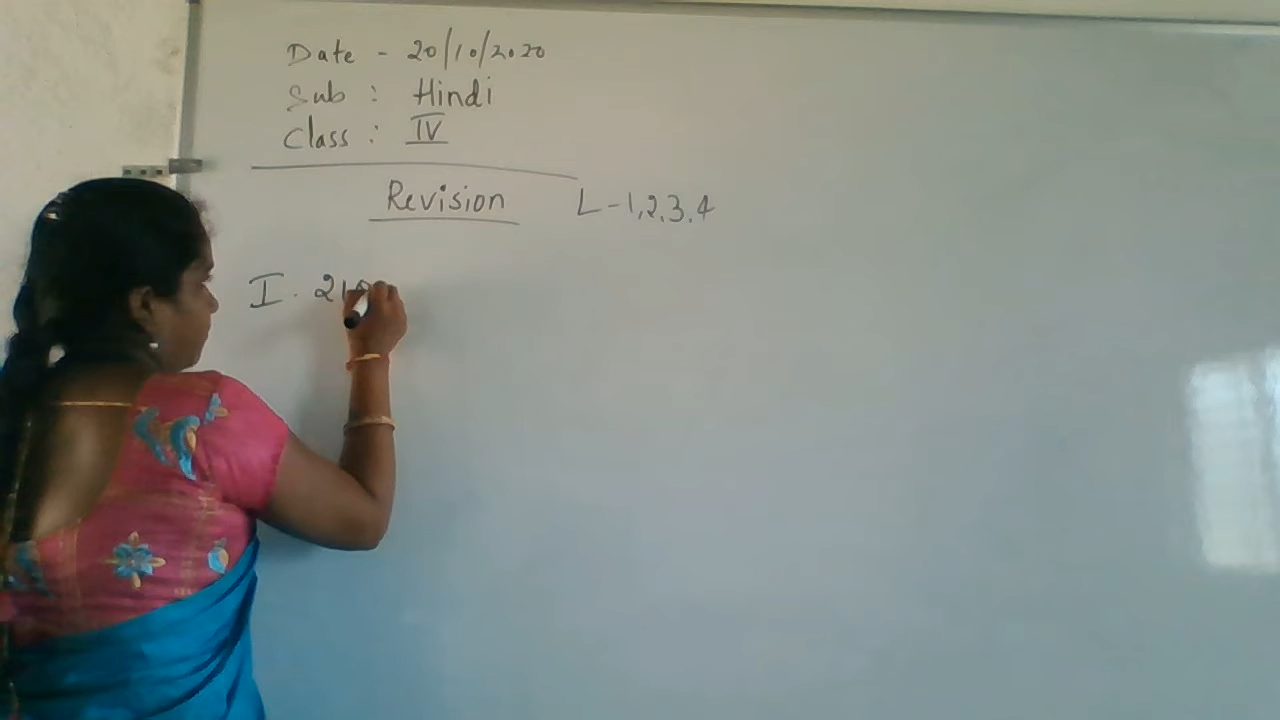 Date - 20/10/2020
Sub : Hindi
Class : IV
Revision L-1,2,3,4
I.